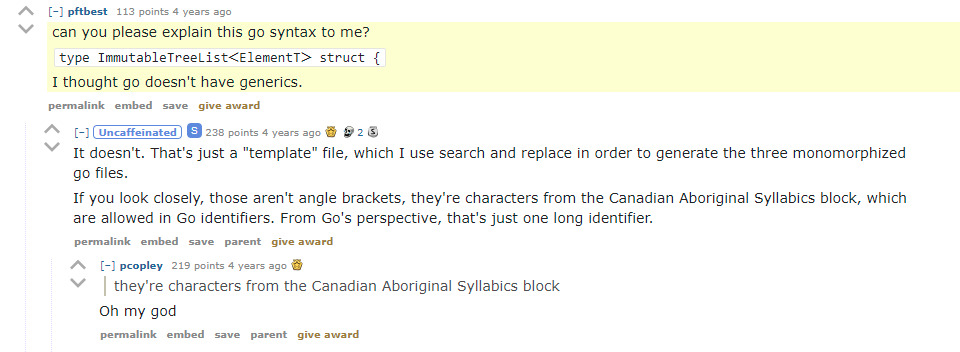 [-] pftbest 113 points 4 years ago
can you please explain this go syntax to me?
type ImmutableTreeListᐸElementTᐳ struct {
I thought go doesn't have generics.
permalink embed save give award
[-] Uncaffeinated S 238 points 4 years ago 2
It doesn't. That's just a "template" file, which I use search and replace in order to generate the three monomorphized
go files.
If you look closely, those aren't angle brackets, they're characters from the Canadian Aboriginal Syllabics block, which
are allowed in Go identifiers. From Go's perspective, that's just one long identifier.
permalink embed save parent give award
[-] pcopley 219 points 4 years ago
they're characters from the Canadian Aboriginal Syllabics block
Oh my god
permalink embed save parent give award